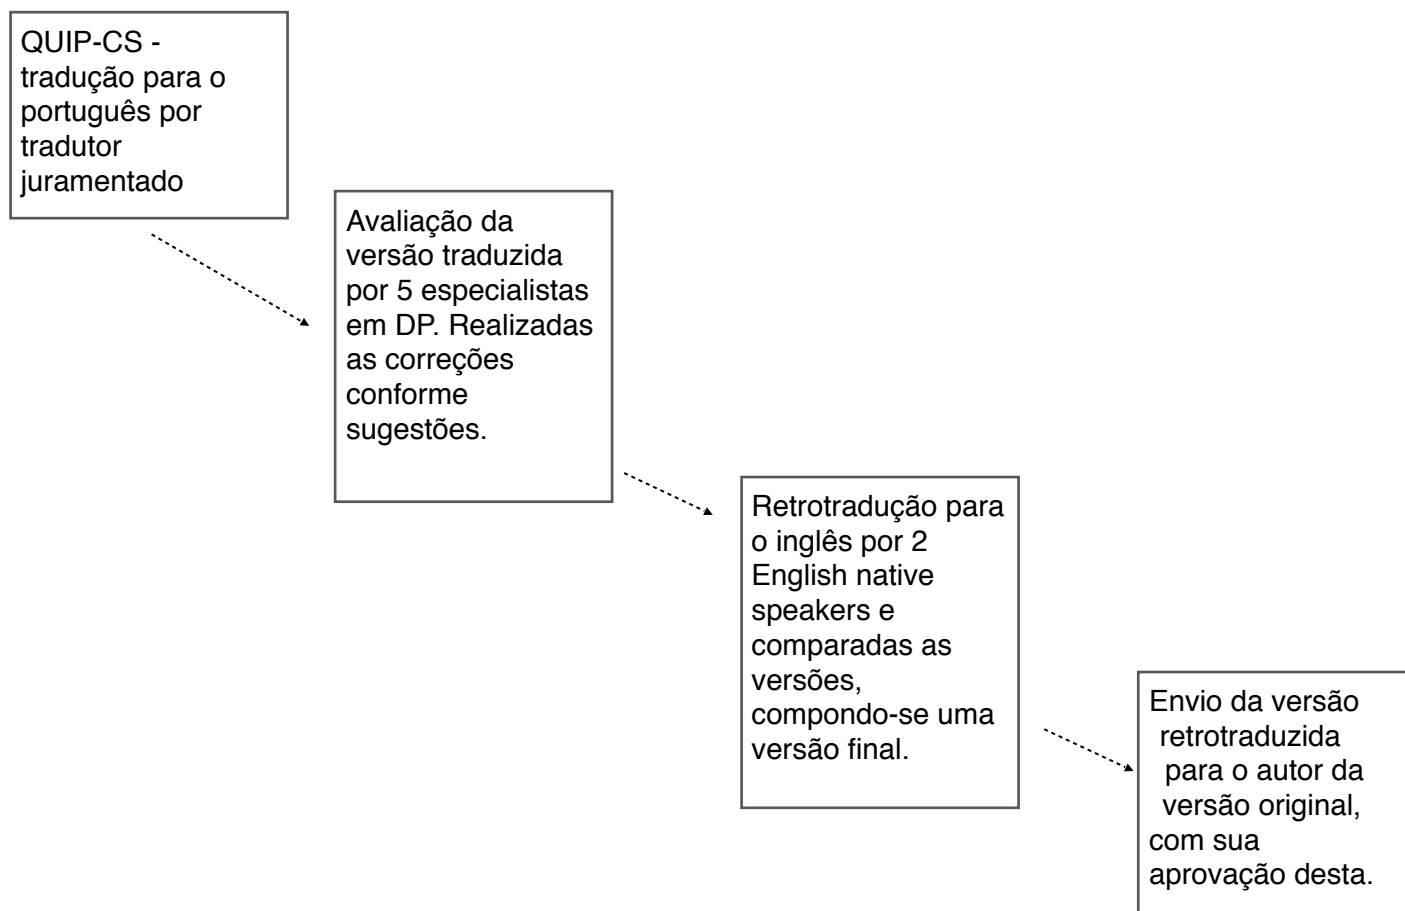 QUIP-CS -
tradução para o
português por
tradutor
juramentado
Avaliação da
versão traduzida
por 5 especialistas
em DP. Realizadas
as correções
conforme
sugestões.
Retrotradução para
o inglês por 2
English native
speakers e
comparadas as
versões,
compondo-se uma
versão final.
Envio da versão
retrotraduzida
para o autor da
versão original,
com sua
aprovação desta.